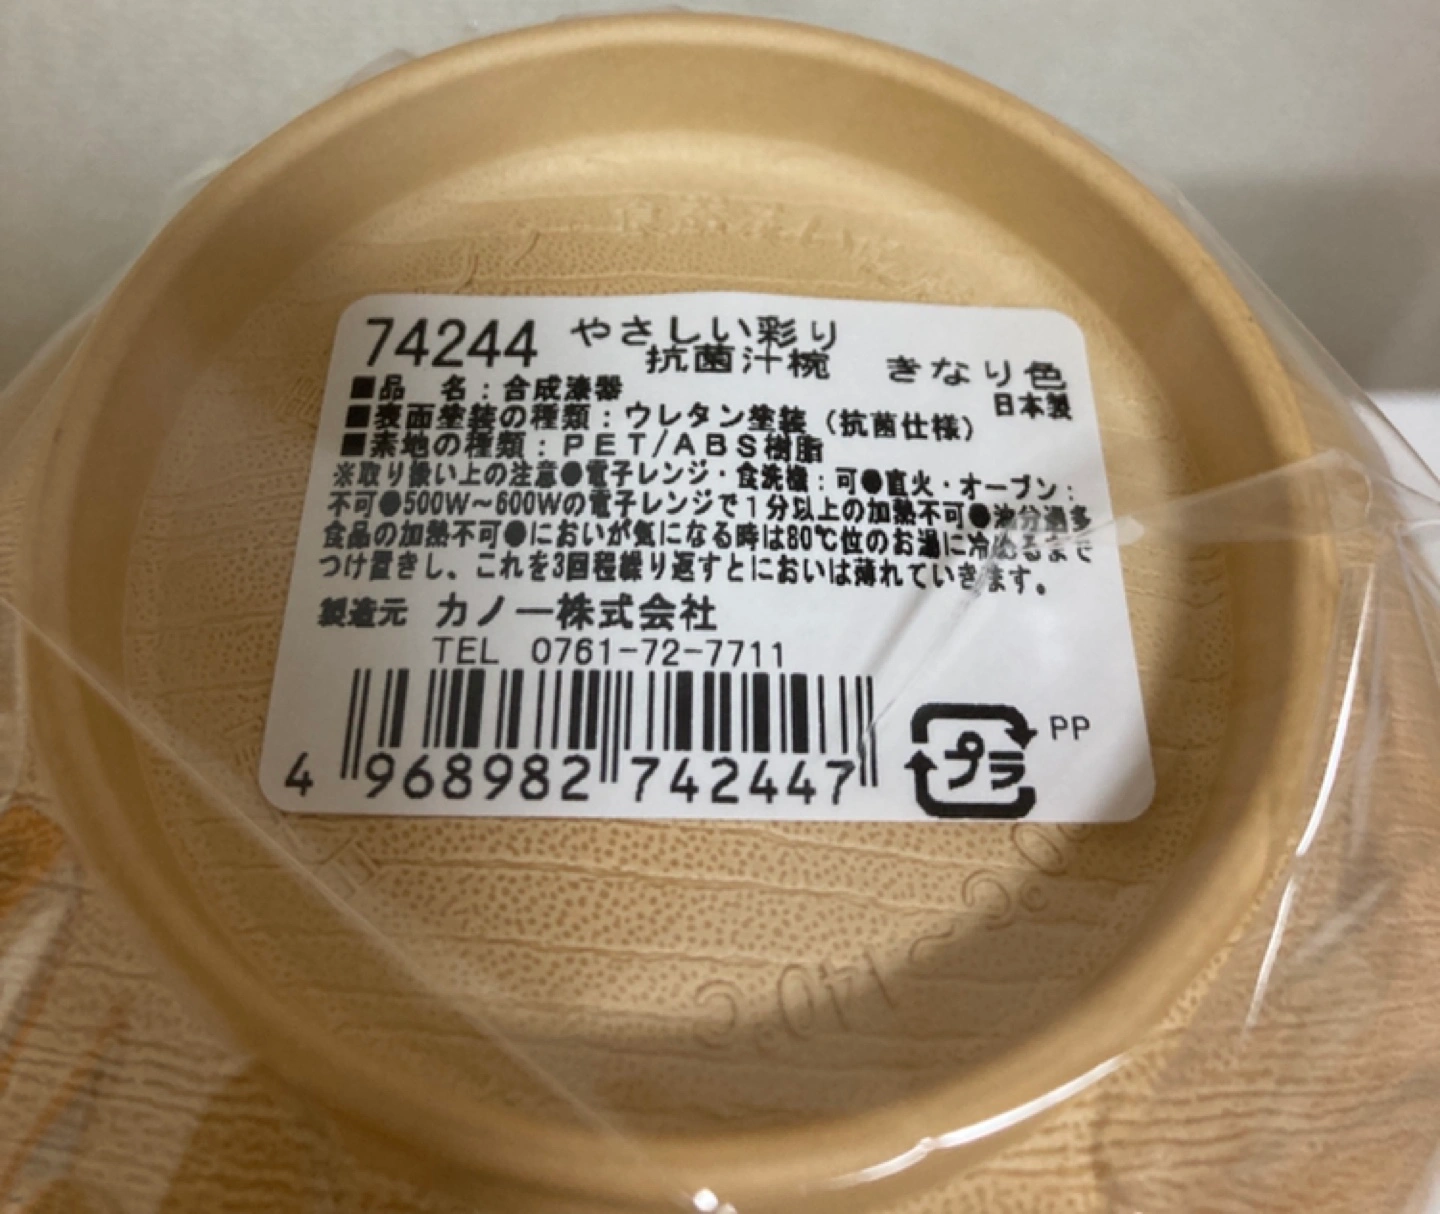 74244 やさしい彩り
抗菌汁椀 きなり色
日本製
■品 名：合成漆器
■表面塗装の種類：ウレタン塗装（抗菌仕様）
■素地の種類：ＰＥＴ/ＡＢＳ樹脂
※取り扱い上の注意●電子レンジ・食洗機：可●直火・オーブン：
不可●500W～600Wの電子レンジで1分以上の加熱不可●油分過多
食品の加熱不可●においが気になる時は80℃位のお湯に冷めるまで
つけ置きし、これを3回程繰り返すとにおいは薄れていきます。
製造元 カノー株式会社
TEL 0761-72-7711
4 968982 742447
プラ
PP
140℃